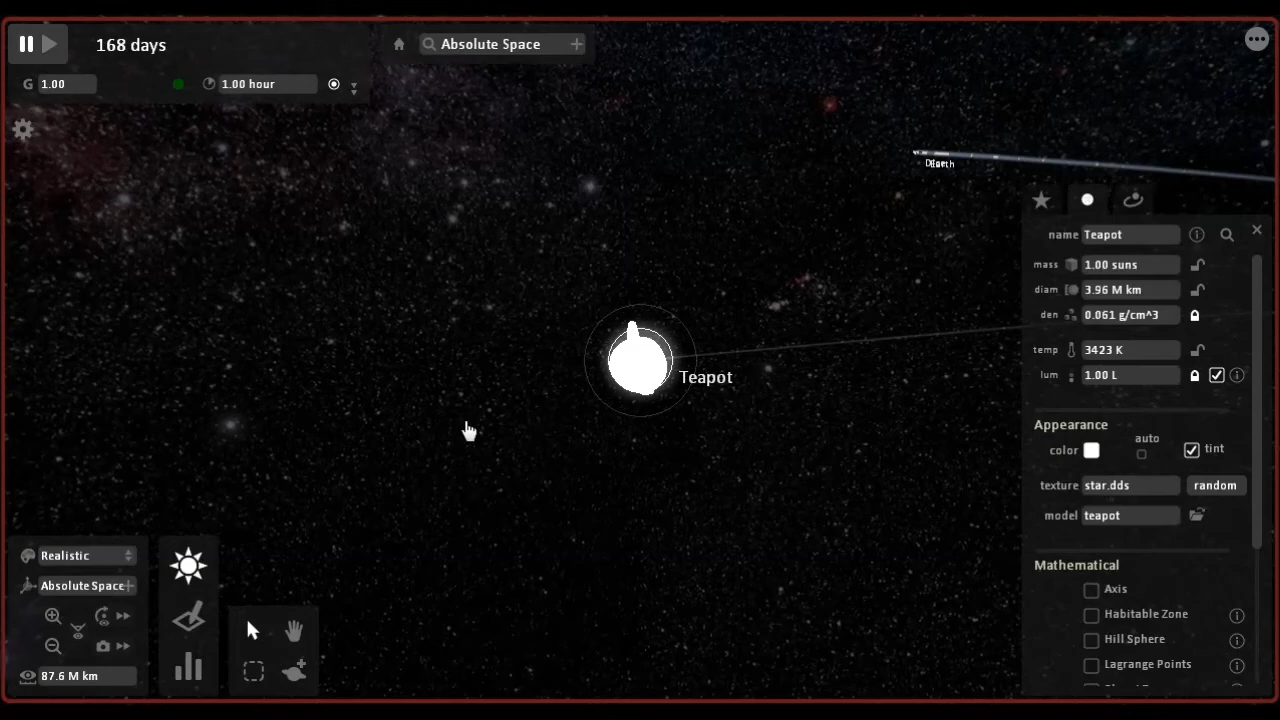 168 days
Absolute Space
G 1.00
1.00 hour
Earth
name Teapot
mass 1.00 suns
diam 3.96 M km
den 0.061 g/cm^3
temp 3423 K
lum 1.00 L
Teapot
Appearance
color
auto
tint
texture star.dds random
model teapot
Mathematical
Axis
Habitable Zone
Hill Sphere
Lagrange Points
Realistic
Absolute Space
87.6 M km